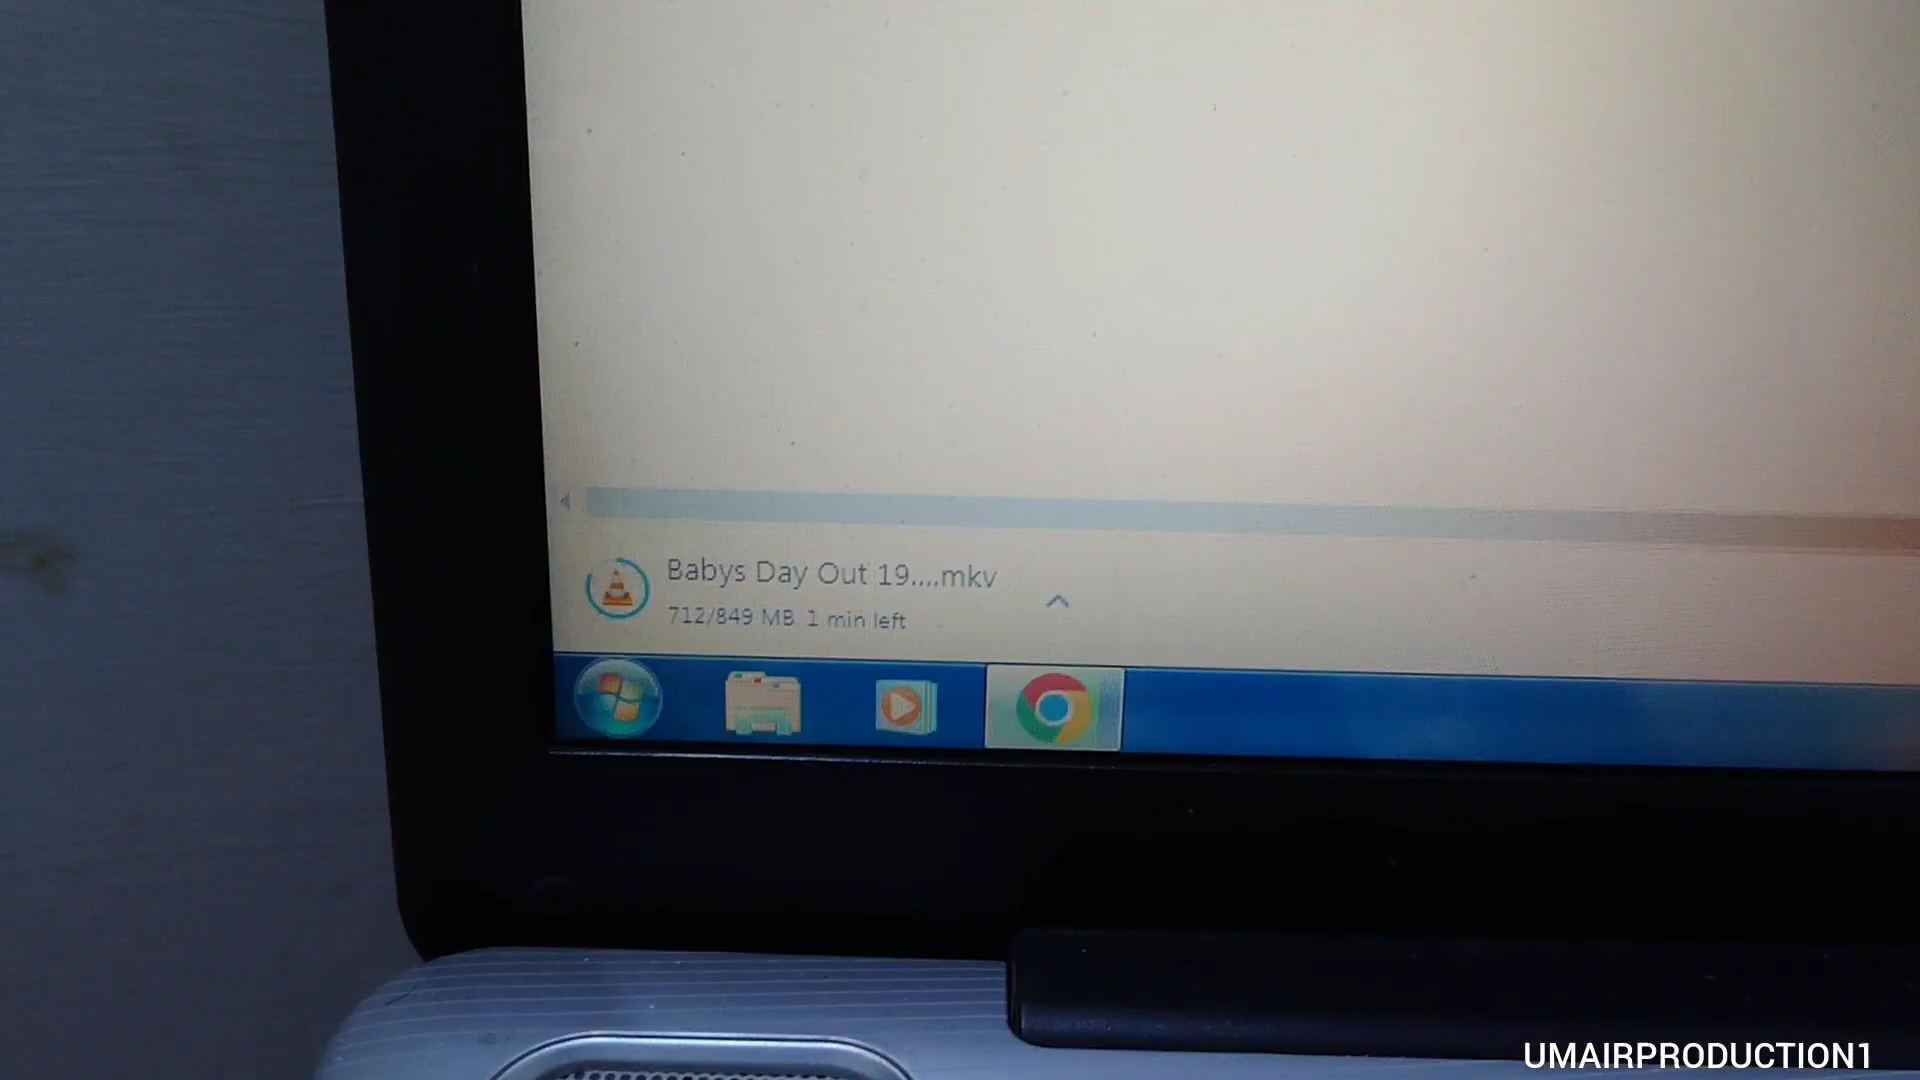 Babys Day Out 19....mkv
712/849 MB, 1 min left
UMAIRPRODUCTION1